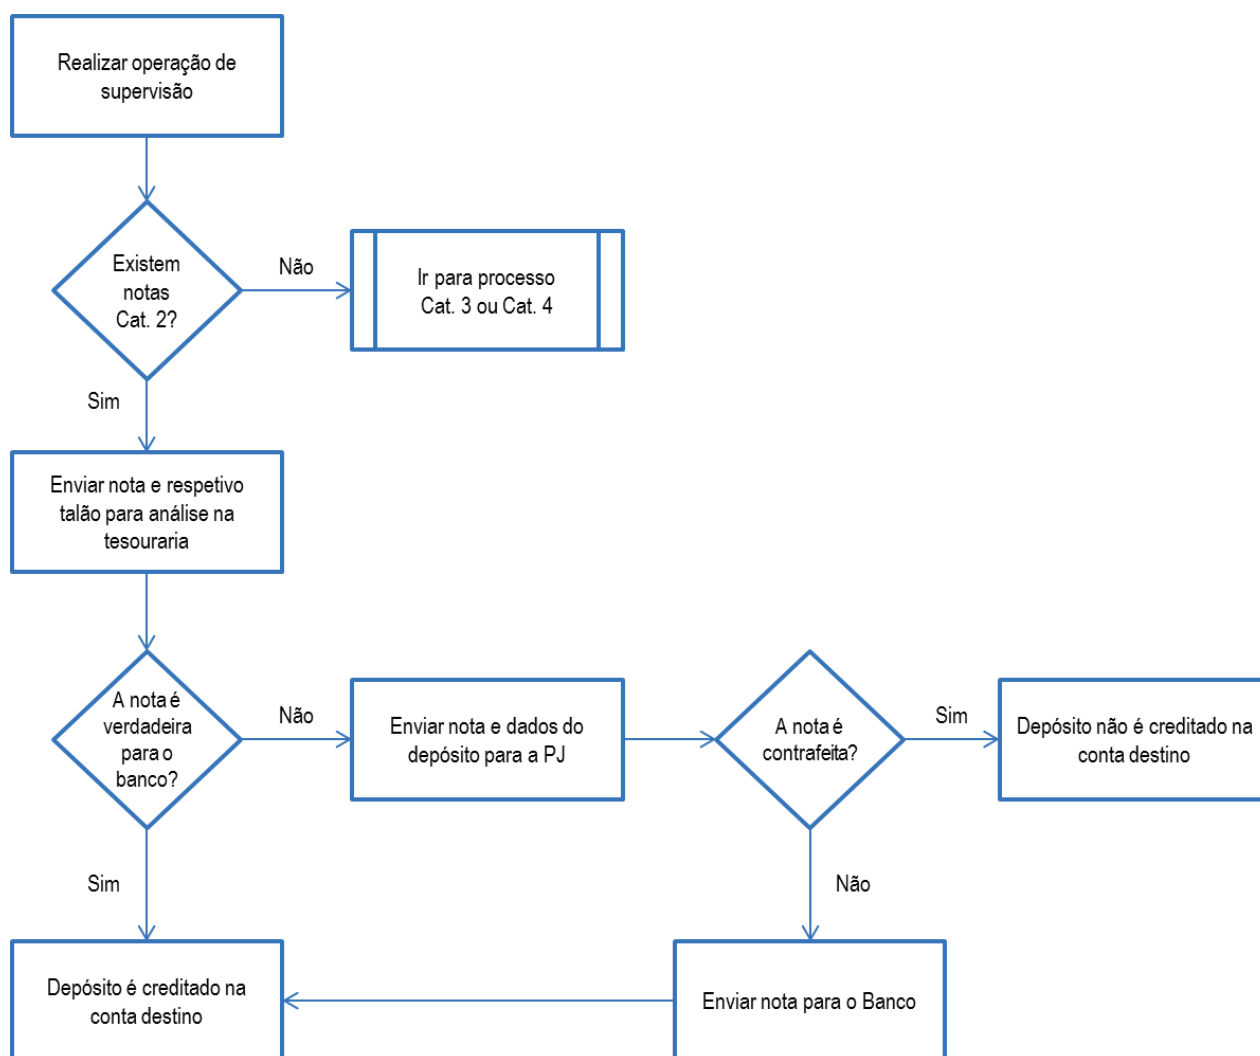 Realizar operação de
supervisão
Existem
notas
Cat. 2?
Não
Ir para processo
Cat. 3 ou Cat. 4
Sim
Enviar nota e respetivo
talão para análise na
tesouraria
A nota é
verdadeira
para o
banco?
Não
Enviar nota e dados do
depósito para a PJ
A nota é
contrafeita?
Sim
Depósito não é creditado na
conta destino
Sim
Não
Depósito é creditado na
conta destino
Enviar nota para o Banco